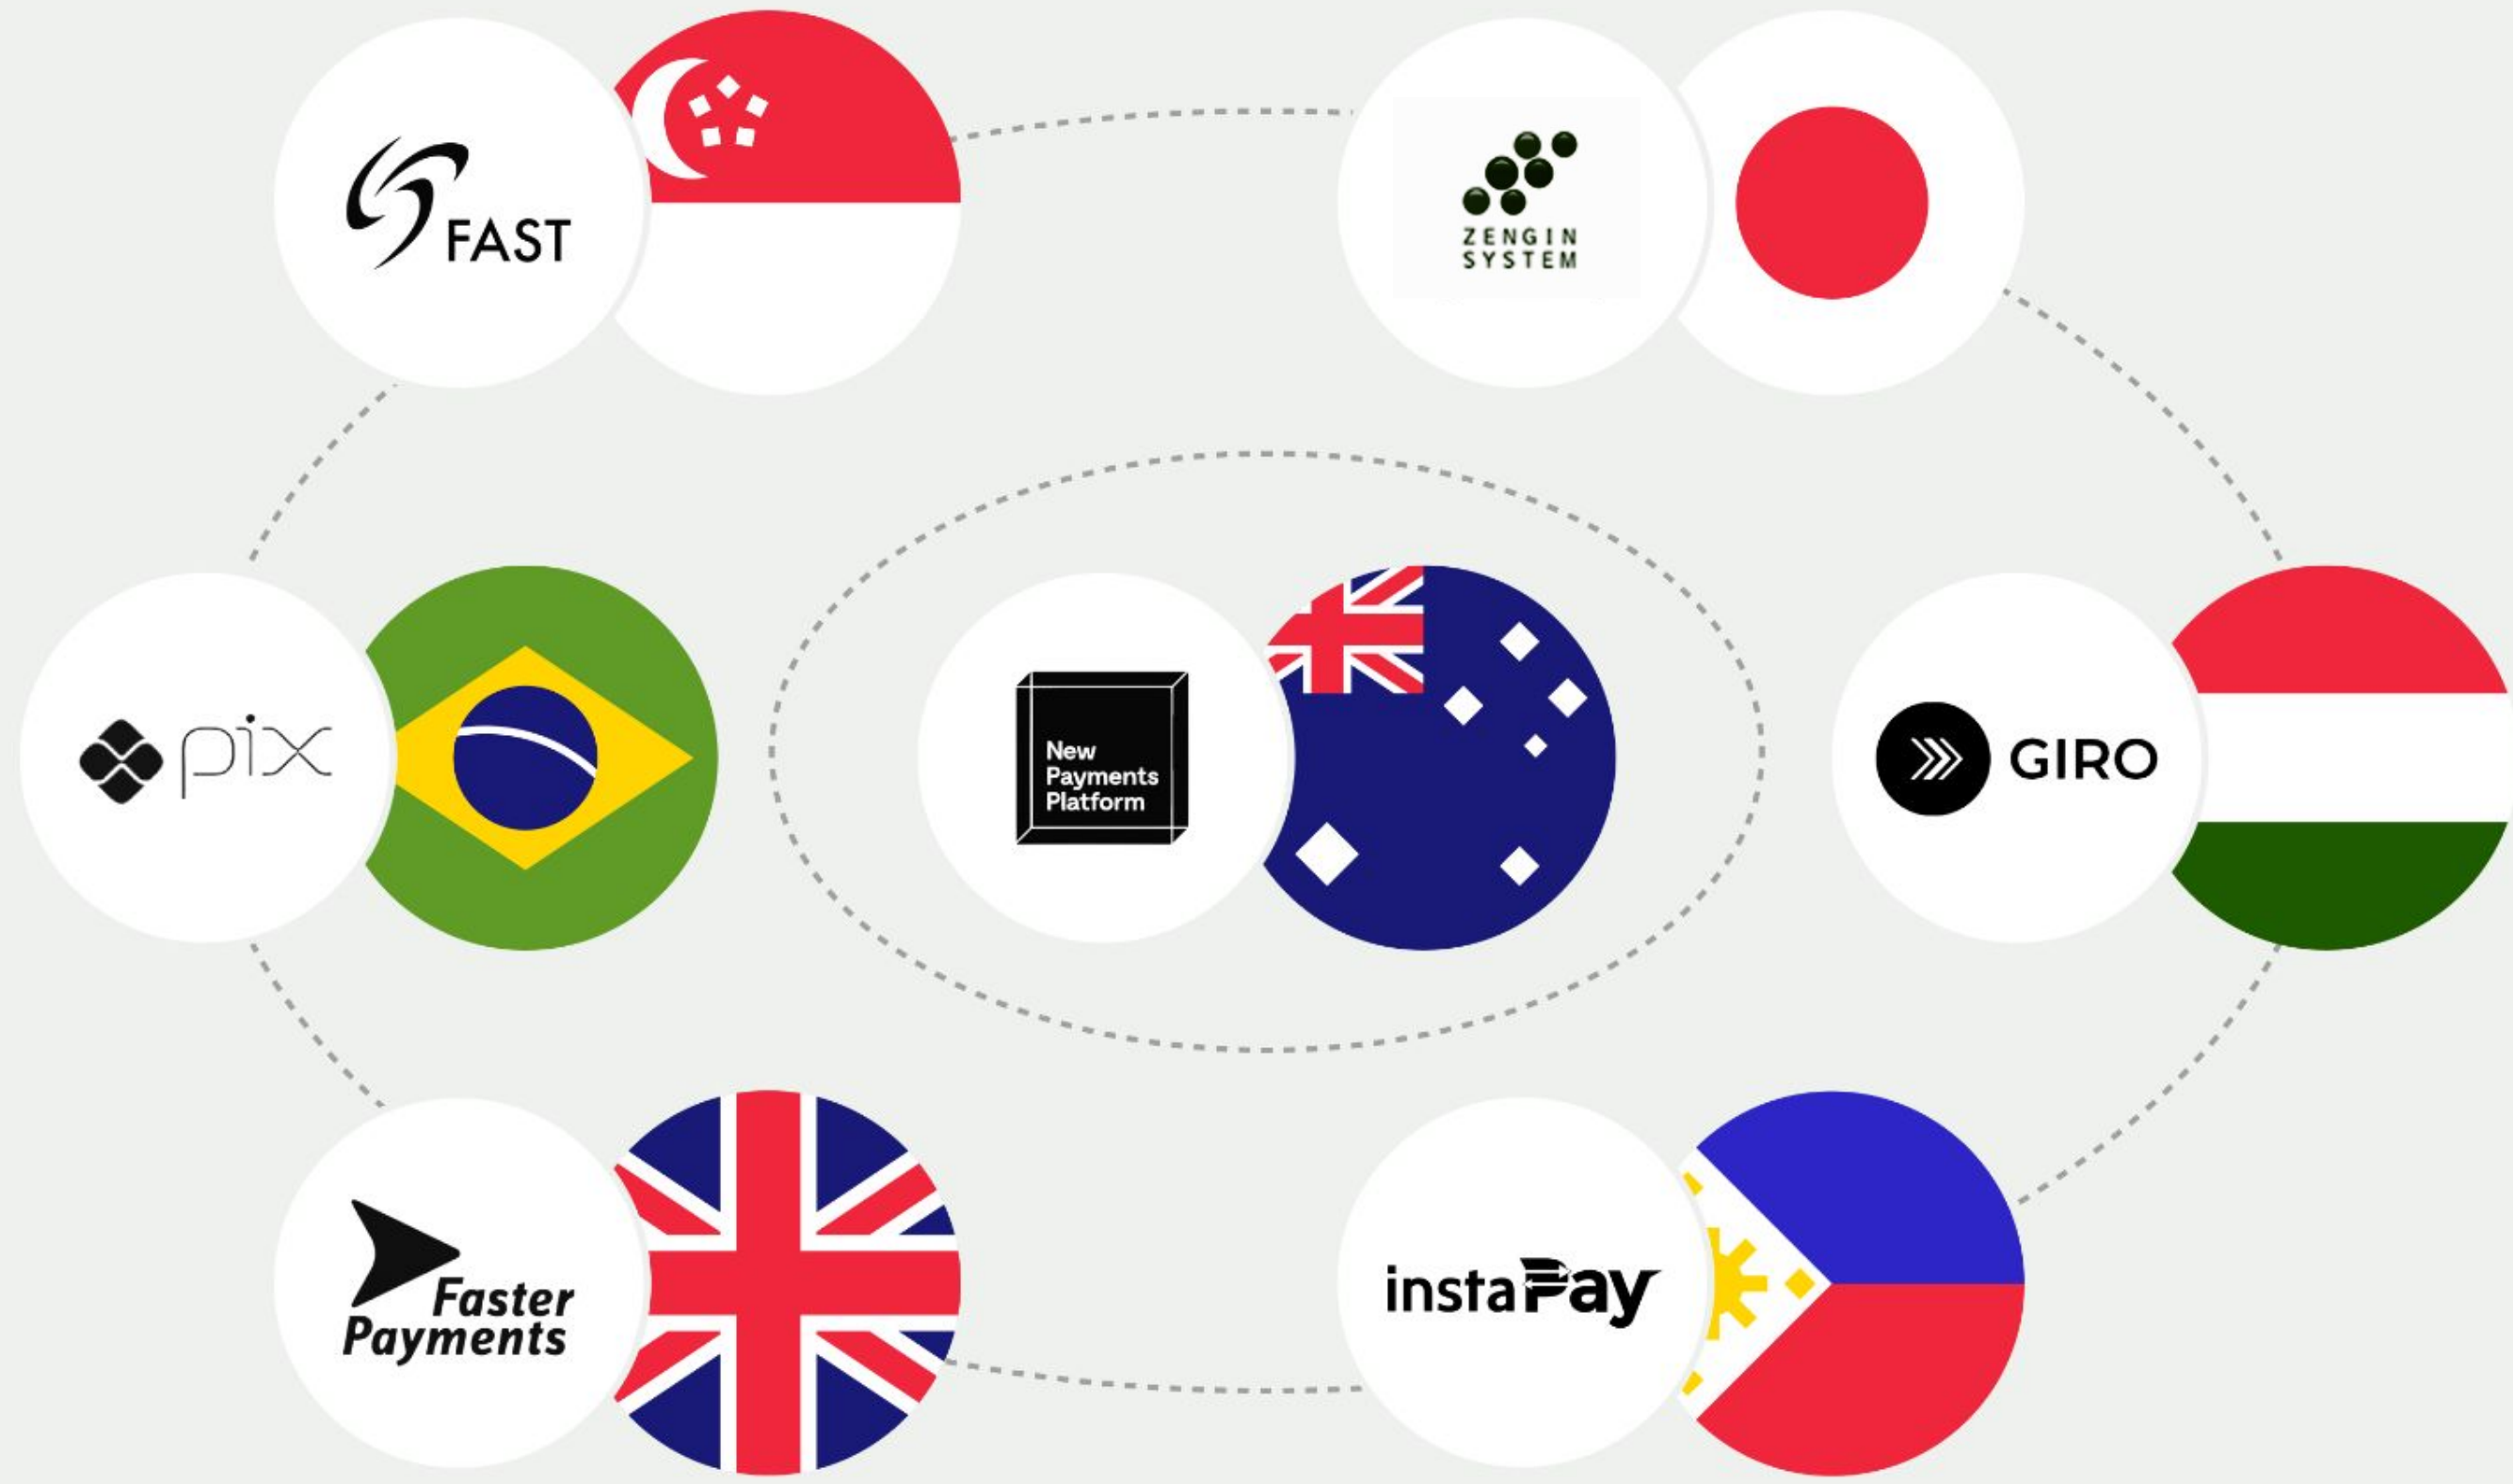 FAST
ZENGIN
SYSTEM
pix
New
Payments
Platform
GIRO
Faster
Payments
instaPay